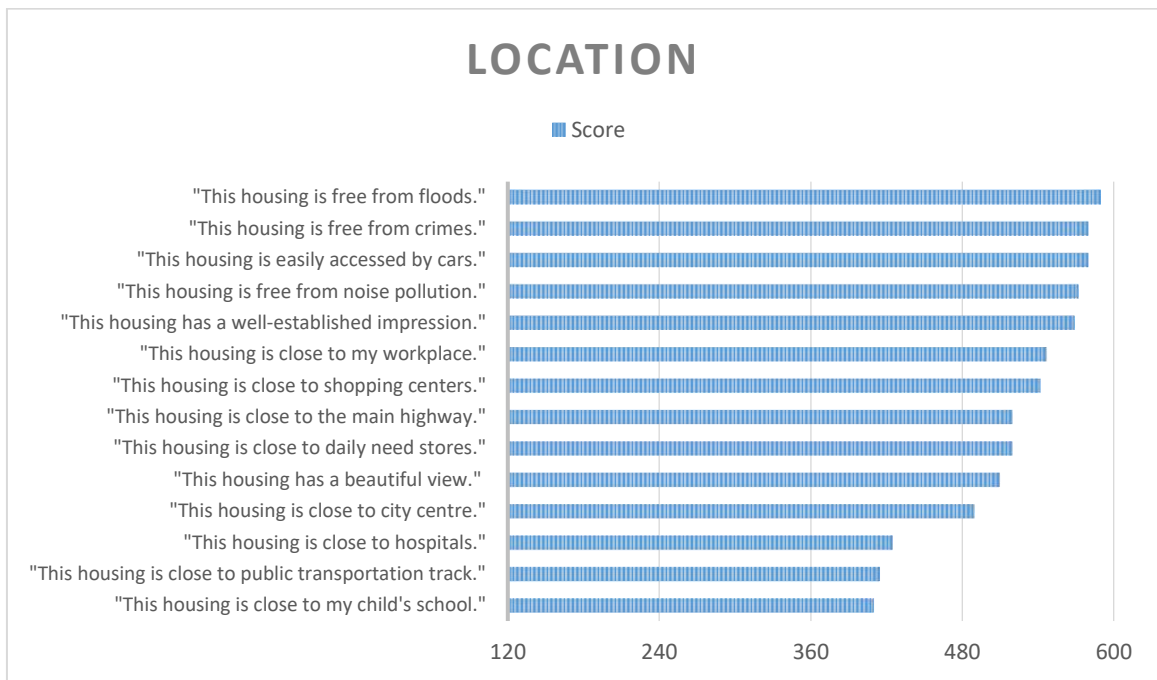 LOCATION
Score
"This housing is free from floods."
"This housing is free from crimes."
"This housing is easily accessed by cars."
"This housing is free from noise pollution."
"This housing has a well-established impression."
"This housing is close to my workplace."
"This housing is close to shopping centers."
"This housing is close to the main highway."
"This housing is close to daily need stores."
"This housing has a beautiful view."
"This housing is close to city centre."
"This housing is close to hospitals."
"This housing is close to public transportation track."
"This housing is close to my child's school."
120 240 360 480 600